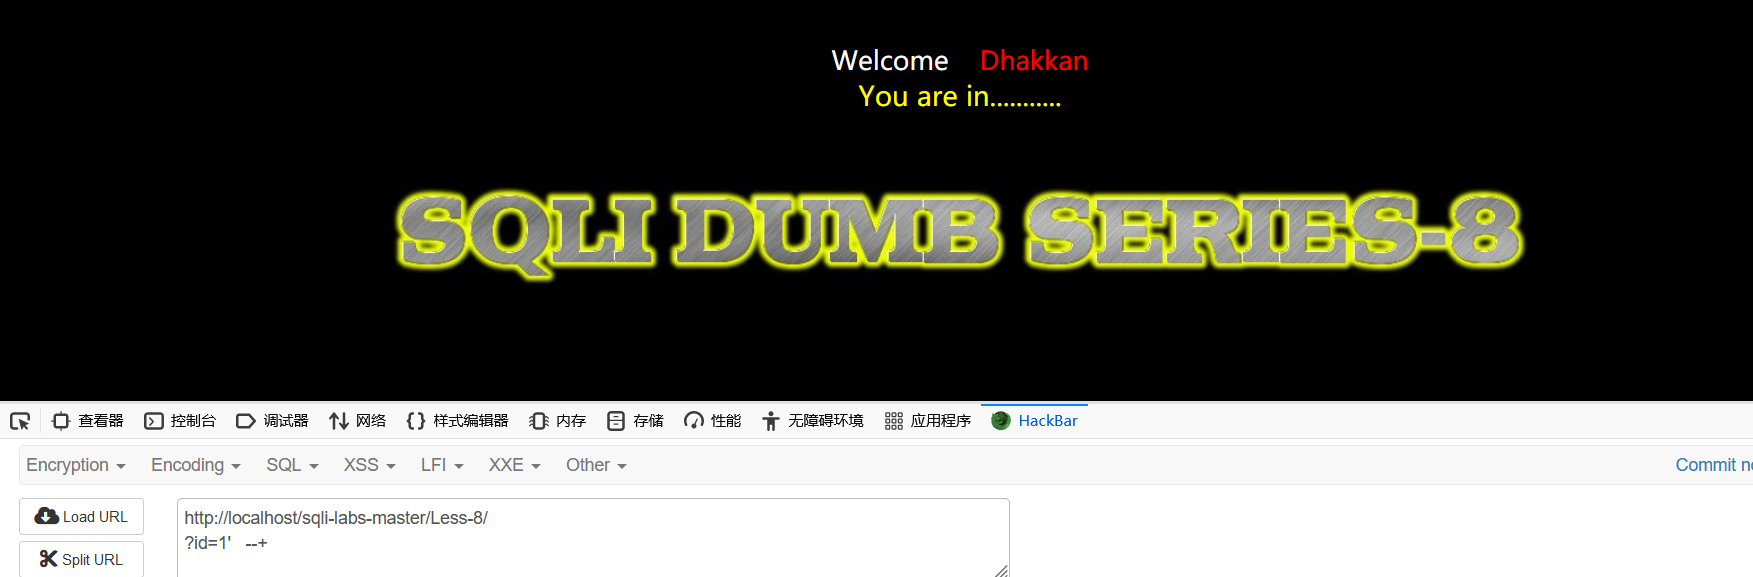 Welcome Dhakkan
You are in...........
SQLI DUMB SERIES-8
查看器 控制台 调试器 网络 样式编辑器 内存 存储 性能 无障碍环境 应用程序 HackBar
Encryption Encoding SQL XSS LFI XXE Other Commit
Load URL
http://localhost/sqli-labs-master/Less-8/
?id=1' --+
Split URL